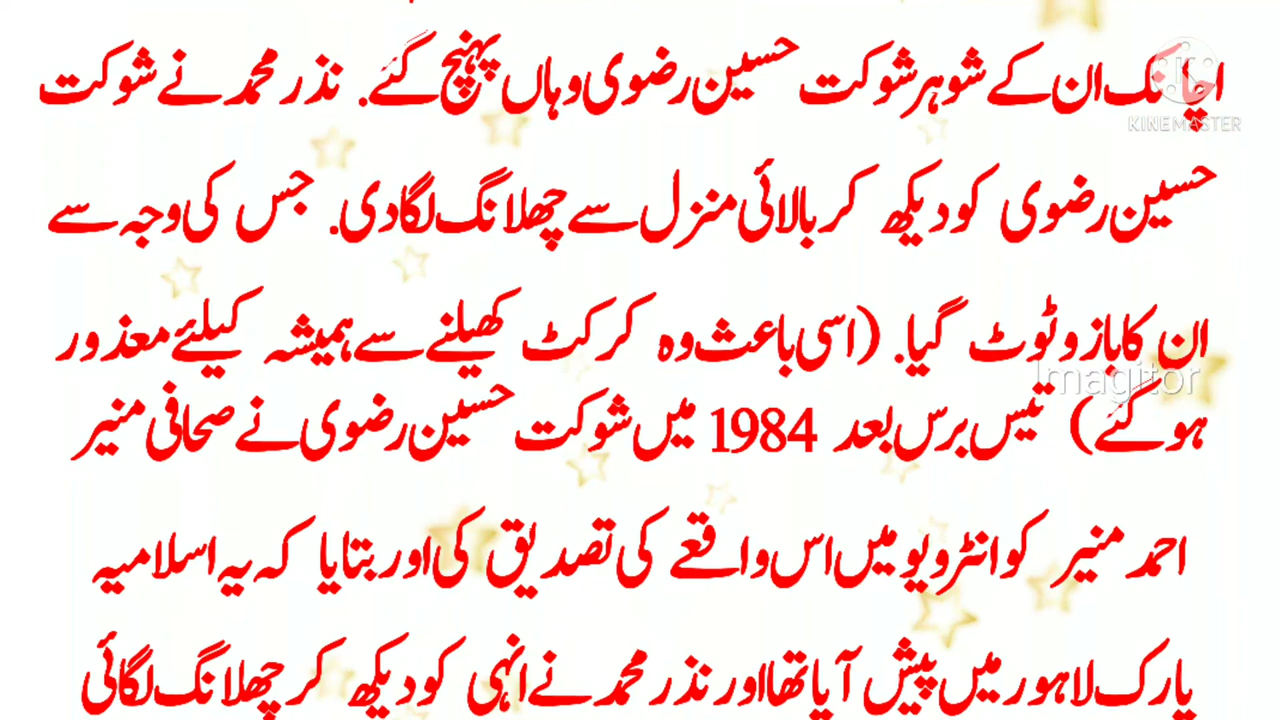 اچانک ان کے شوہر شوکت حسین رضوی وہاں پہنچ گئے. نذر محمد نے شوکت
KINEMASTER
حسین رضوی کو دیکھ کر بالائی منزل سے چھلانگ لگا دی. جس کی وجہ سے
ان کا بازو ٹوٹ گیا. (اسی باعث وہ کرکٹ کھیلنے سے ہمیشہ کیلئے معذور
Imagitor
ہو گئے) تیس برس بعد 1984 میں شوکت حسین رضوی نے صحافی منیر
احمد منیر کو انٹرویو میں اس واقعے کی تصدیق کی اور بتایا کہ یہ اسلامیہ
پارک لاہور میں پیش آیا تھا اور نذر محمد نے انہی کو دیکھ کر چھلانگ لگائی